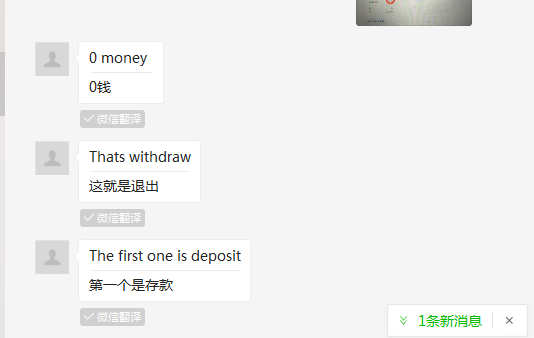 0 money
0钱
微信翻译
Thats withdraw
这就是退出
微信翻译
The first one is deposit
第一个是存款
微信翻译
1条新消息